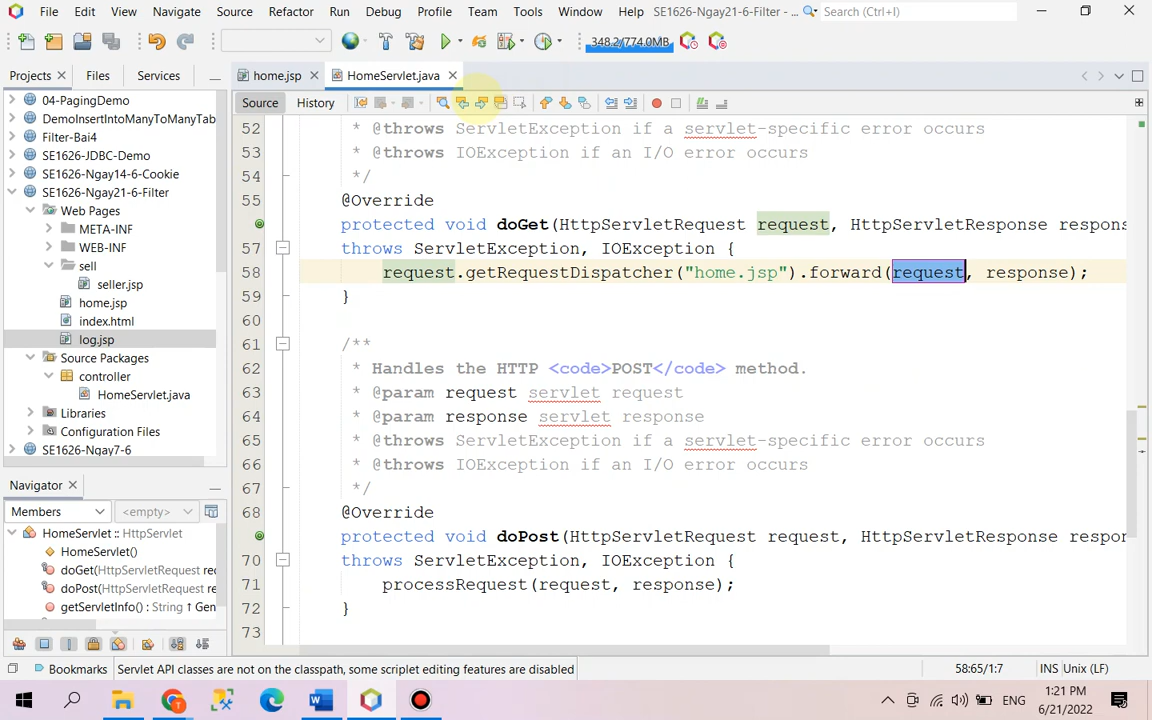 File Edit View Navigate Source Refactor Run Debug Profile Team Tools Window Help SE1626-Ngay21-6-Filter - ... Search (Ctrl+I)
348.2/774.0MB
Projects Files Services home.jsp HomeServlet.java
Source History
04-PagingDemo
DemoInsertIntoManyToManyTab
Filter-Bai4
SE1626-JDBC-Demo
SE1626-Ngay14-6-Cookie
SE1626-Ngay21-6-Filter
Web Pages
META-INF
WEB-INF
sell
seller.jsp
home.jsp
index.html
log.jsp
Source Packages
controller
HomeServlet.java
Libraries
Configuration Files
SE1626-Ngay7-6
Navigator
Members <empty>
HomeServlet :: HttpServlet
HomeServlet()
doGet(HttpServletRequest rec
doPost(HttpServletRequest re
getServletInfo() : String ↑ Gen
52 * @throws ServletException if a servlet-specific error occurs
53 * @throws IOException if an I/O error occurs
54 */
55 @Override
protected void doGet(HttpServletRequest request, HttpServletResponse respons
57 throws ServletException, IOException {
58 request.getRequestDispatcher("home.jsp").forward(request, response);
59 }
60
61 /**
62 * Handles the HTTP <code>POST</code> method.
63 * @param request servlet request
64 * @param response servlet response
65 * @throws ServletException if a servlet-specific error occurs
66 * @throws IOException if an I/O error occurs
67 */
68 @Override
protected void doPost(HttpServletRequest request, HttpServletResponse respor
70 throws ServletException, IOException {
71 processRequest(request, response);
72 }
73
Bookmarks Servlet API classes are not on the classpath, some scriplet editing features are disabled 58:65/1:7 INS Unix (LF)
ENG 1:21 PM
6/21/2022